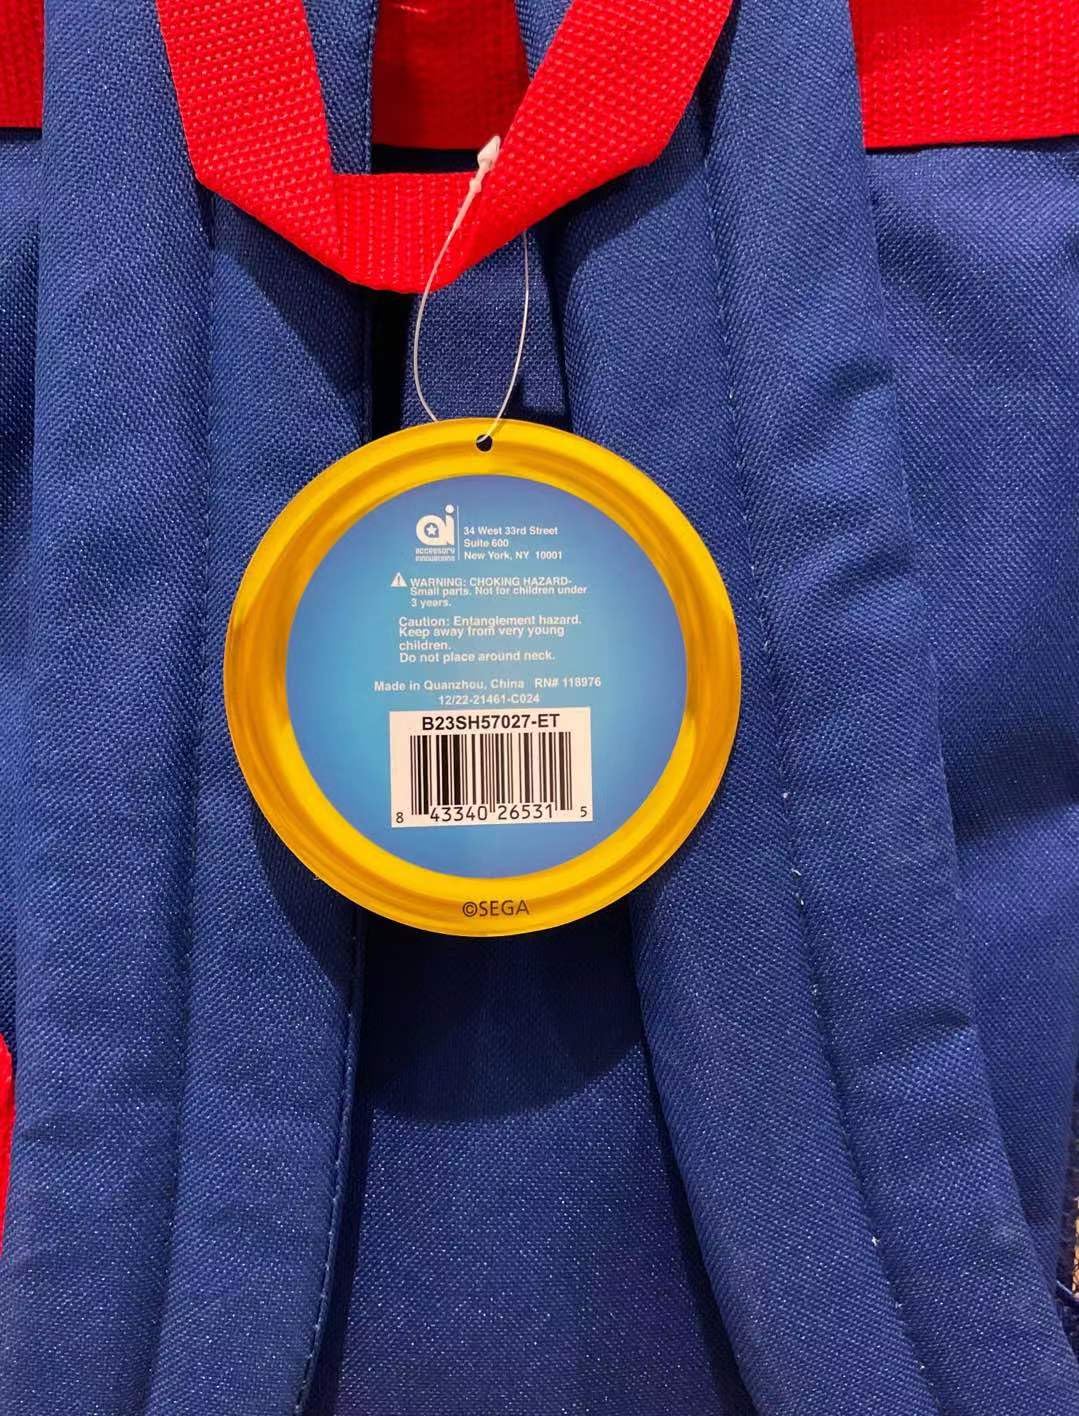 ai
accessory
innovations
34 West 33rd Street
Suite 600
New York, NY 10001
WARNING: CHOKING HAZARD-
Small parts. Not for children under
3 years.
Caution: Entanglement hazard.
Keep away from very young
children.
Do not place around neck.
Made in Quanzhou, China RN# 118976
12/22-21461-C024
B23SH57027-ET
8 43340 26531 5
©SEGA